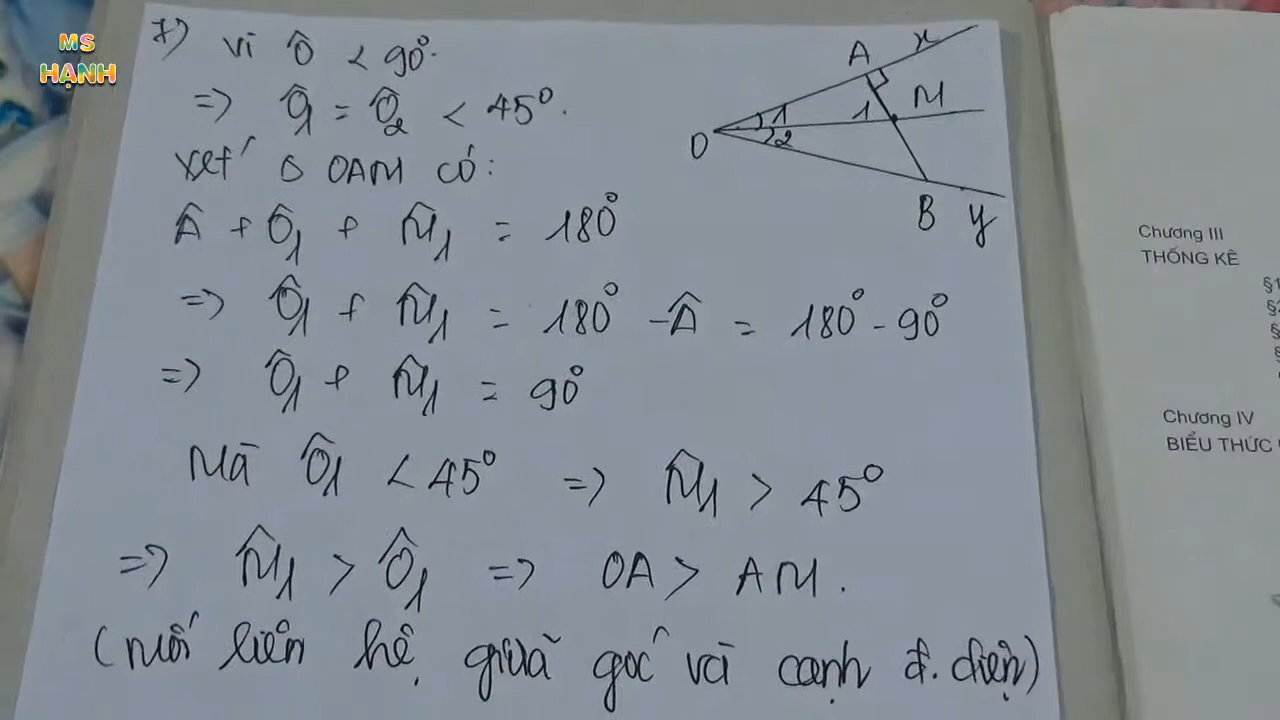 MS
HẠNH
7) Vì Ô < 90°.
=> Ô1 = Ô2 < 45°.
Xét Δ OAM có:
Â + Ô1 + M̂1 = 180°
=> Ô1 + M̂1 = 180° - Â = 180° - 90°
=> Ô1 + M̂1 = 90°
Mà Ô1 < 45° => M̂1 > 45°
=> M̂1 > Ô1 => OA > AM.
(mối liên hệ giữa góc và cạnh đ. diện)
A x
1 1 M
O 2
B y
Chương III
THỐNG KÊ
§1
Chương IV
BIỂU THỨC